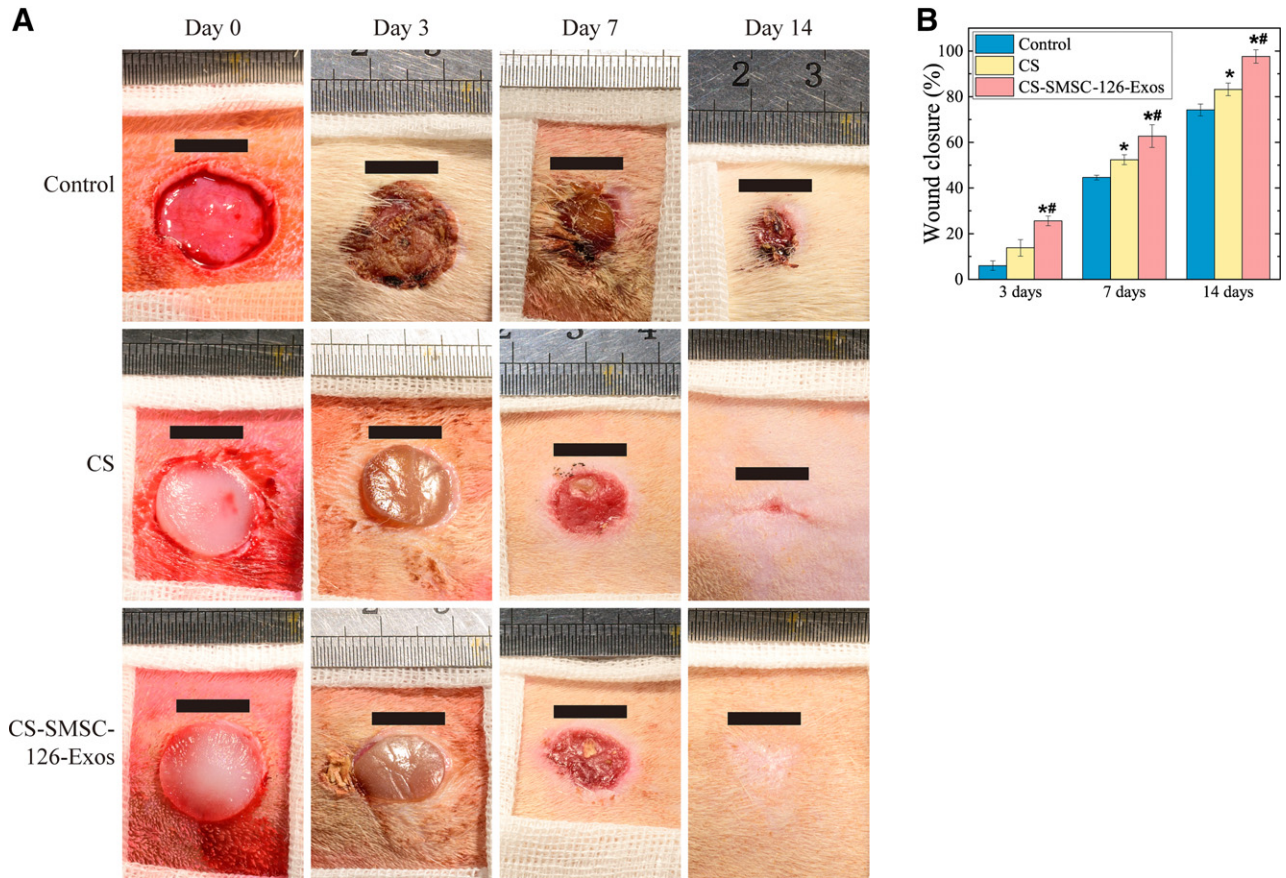 A
Day 0
Day 3
Day 7
Day 14
2
2 3
2 3 4
2 3
Control
CS
CS-SMSC-
126-Exos
B
Wound closure (%)
100
80
60
40
20
0
Control
CS
CS-SMSC-126-Exos
*#
*
*#
*
*#
3 days
7 days
14 days